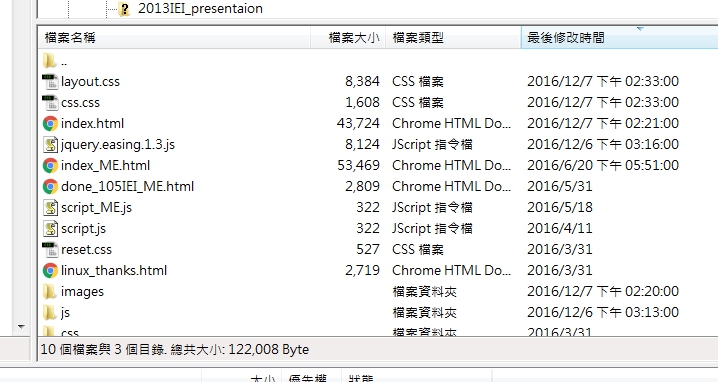 2013IEI_presentaion
檔案名稱 檔案大小 檔案類型 最後修改時間
..
layout.css 8,384 CSS 檔案 2016/12/7 下午 02:33:00
css.css 1,608 CSS 檔案 2016/12/7 下午 02:33:00
index.html 43,724 Chrome HTML Do... 2016/12/7 下午 02:21:00
jquery.easing.1.3.js 8,124 JScript 指令檔 2016/12/6 下午 03:16:00
index_ME.html 53,469 Chrome HTML Do... 2016/6/20 下午 05:51:00
done_105IEI_ME.html 2,809 Chrome HTML Do... 2016/5/31
script_ME.js 322 JScript 指令檔 2016/5/18
script.js 322 JScript 指令檔 2016/4/11
reset.css 527 CSS 檔案 2016/3/31
linux_thanks.html 2,719 Chrome HTML Do... 2016/3/31
images 檔案資料夾 2016/12/7 下午 02:20:00
js 檔案資料夾 2016/12/6 下午 03:13:00
css 檔案資料夾 2016/3/31
10 個檔案與 3 個目錄. 總共大小: 122,008 Byte
大小 優先權 狀態